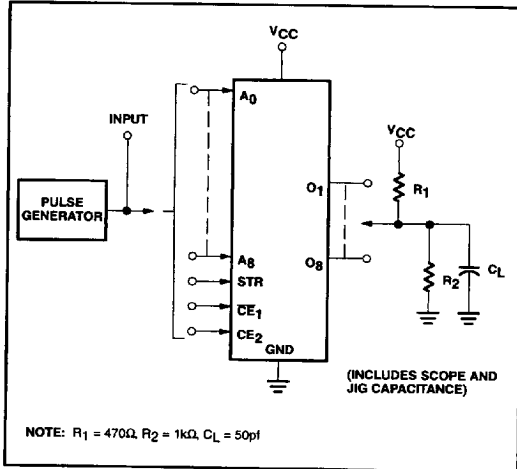 VCC
A0
INPUT
VCC
PULSE
GENERATOR
R1
O1
A8
O8
STR
R2
CL
CE1
CE2
GND
(INCLUDES SCOPE AND
JIG CAPACITANCE)
NOTE: R1 = 470Ω, R2 = 1kΩ, CL = 50pf